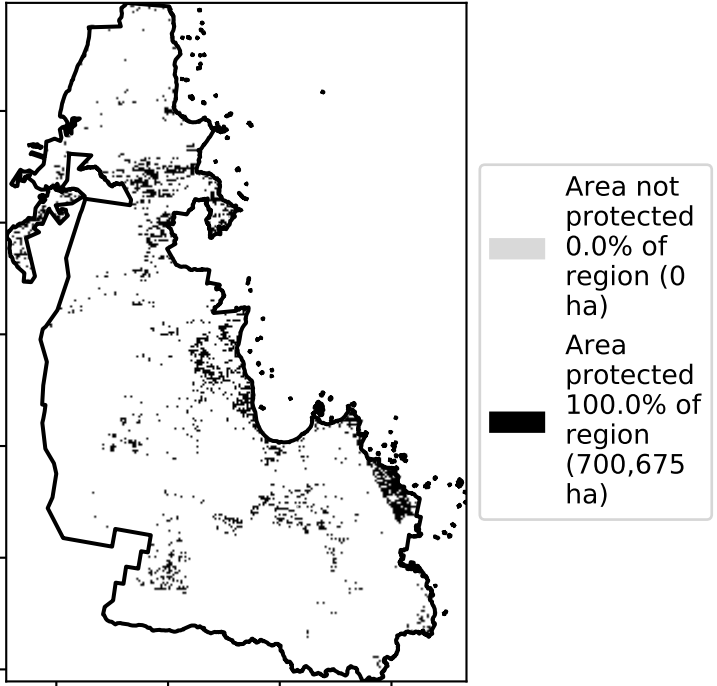 Area not
protected
0.0% of
region (0
ha)
Area
protected
100.0% of
region
(700,675
ha)